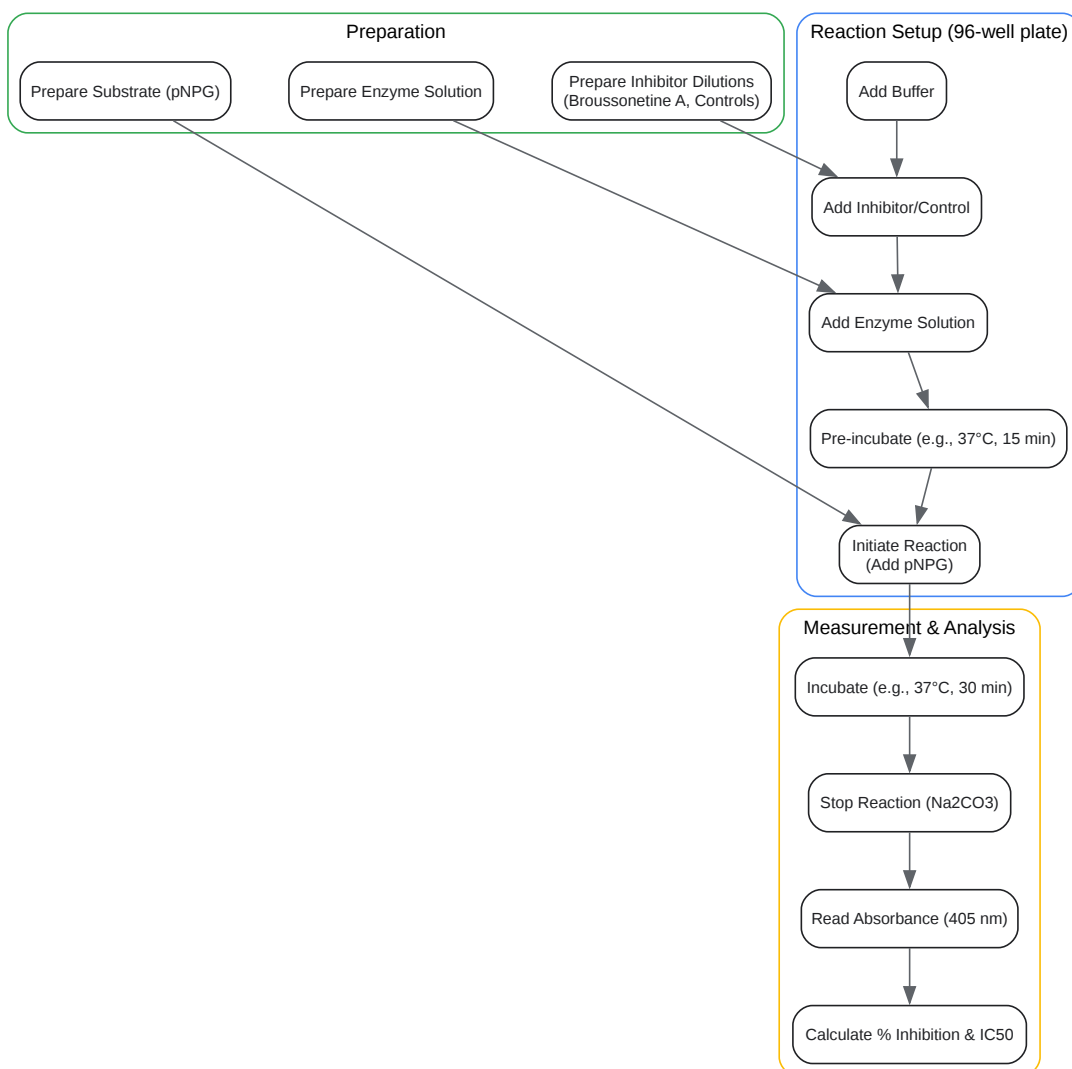 Preparation
Prepare Substrate (pNPG)
Prepare Enzyme Solution
Prepare Inhibitor Dilutions
(Broussonetine A, Controls)
Reaction Setup (96-well plate)
Add Buffer
Add Inhibitor/Control
Add Enzyme Solution
Pre-incubate (e.g., 37°C, 15 min)
Initiate Reaction
(Add pNPG)
Measurement & Analysis
Incubate (e.g., 37°C, 30 min)
Stop Reaction (Na2CO3)
Read Absorbance (405 nm)
Calculate % Inhibition & IC50